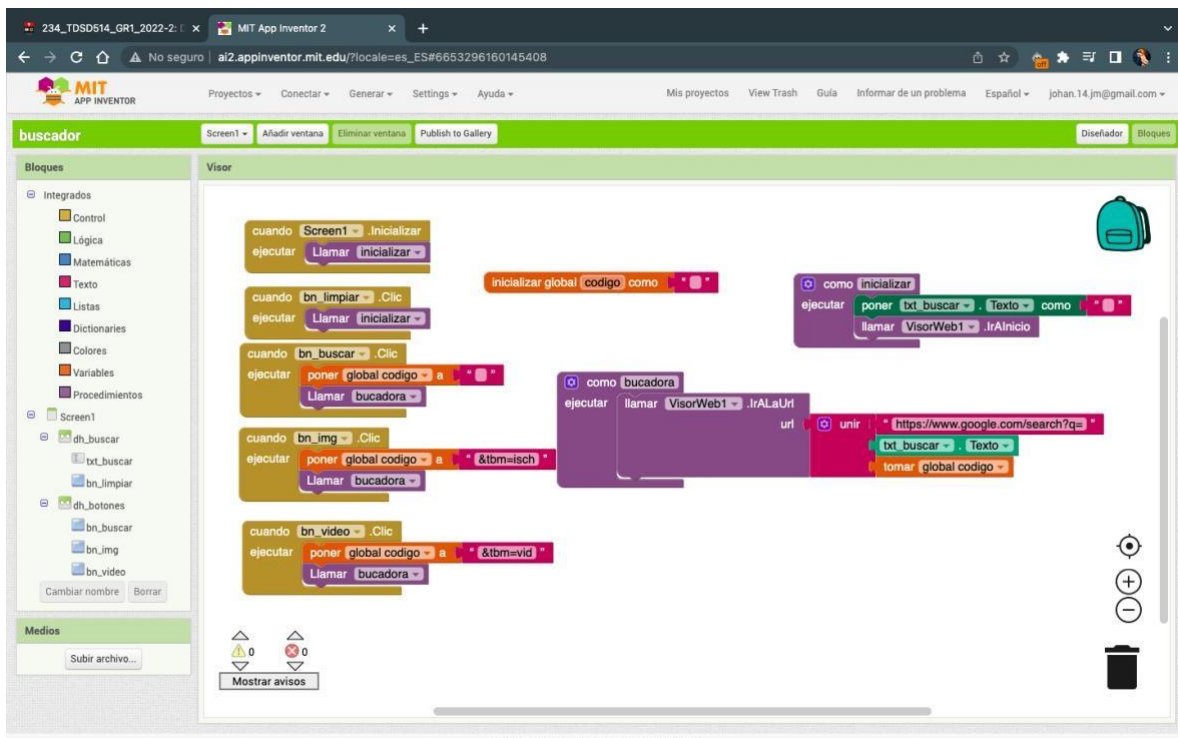 234_TDSD514_GR1_2022-2: D
MIT App Inventor 2
No seguro | ai2.appinventor.mit.edu/?locale=es_ES#6653296160145408
off
MIT
APP INVENTOR
Proyectos Conectar Generar Settings Ayuda Mis proyectos View Trash Guía Informar de un problema Español johan.14.jm@gmail.com
buscador
Screen1 Añadir ventana Eliminar ventana Publish to Gallery Diseñador Bloques
Bloques
Integrados
Control
Lógica
Matemáticas
Texto
Listas
Dictionaries
Colores
Variables
Procedimientos
Screen1
dh_buscar
txt_buscar
bn_limpiar
dh_botones
bn_buscar
bn_img
bn_video
Cambiar nombre Borrar
Medios
Subir archivo...
Visor
cuando Screen1 .Inicializar
ejecutar Llamar inicializar
cuando bn_limpiar .Clic
ejecutar Llamar inicializar
cuando bn_buscar .Clic
ejecutar poner global codigo a " "
Llamar bucadora
cuando bn_img .Clic
ejecutar poner global codigo a " &tbm=isch "
Llamar bucadora
cuando bn_video .Clic
ejecutar poner global codigo a " &tbm=vid "
Llamar bucadora
inicializar global codigo como " "
como inicializar
ejecutar poner txt_buscar . Texto como " "
llamar VisorWeb1 .IrAInicio
como bucadora
ejecutar llamar VisorWeb1 .IrALaUrl
url unir " https://www.google.com/search?q= "
txt_buscar . Texto
tomar global codigo
0 0
Mostrar avisos